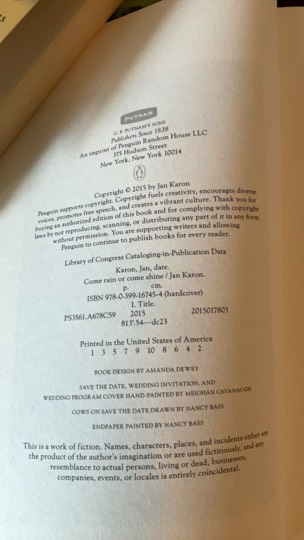 PUTNAM
G. P. PUTNAM'S SONS
Publishers Since 1838
An imprint of Penguin Random House LLC
375 Hudson Street
New York, New York 10014
Copyright © 2015 by Jan Karon
Penguin supports copyright. Copyright fuels creativity, encourages diverse
voices, promotes free speech, and creates a vibrant culture. Thank you for
buying an authorized edition of this book and for complying with copyright
laws by not reproducing, scanning, or distributing any part of it in any form
without permission. You are supporting writers and allowing
Penguin to continue to publish books for every reader.
Library of Congress Cataloging-in-Publication Data
Karon, Jan, date.
Come rain or come shine / Jan Karon.
p. cm.
ISBN 978-0-399-16745-4 (hardcover)
I. Title.
PS3561.A678C59 2015 2015017803
813'.54—dc23
Printed in the United States of America
1 3 5 7 9 10 8 6 4 2
BOOK DESIGN BY AMANDA DEWEY
SAVE THE DATE, WEDDING INVITATION, AND
WEDDING PROGRAM COVER HAND-PAINTED BY MEIGHAN CAVANAUGH
COWS ON SAVE THE DATE DRAWN BY NANCY BASS
ENDPAPER PAINTED BY NANCY BASS
This is a work of fiction. Names, characters, places, and incidents either are
the product of the author's imagination or are used fictitiously, and any
resemblance to actual persons, living or dead, businesses,
companies, events, or locales is entirely coincidental.